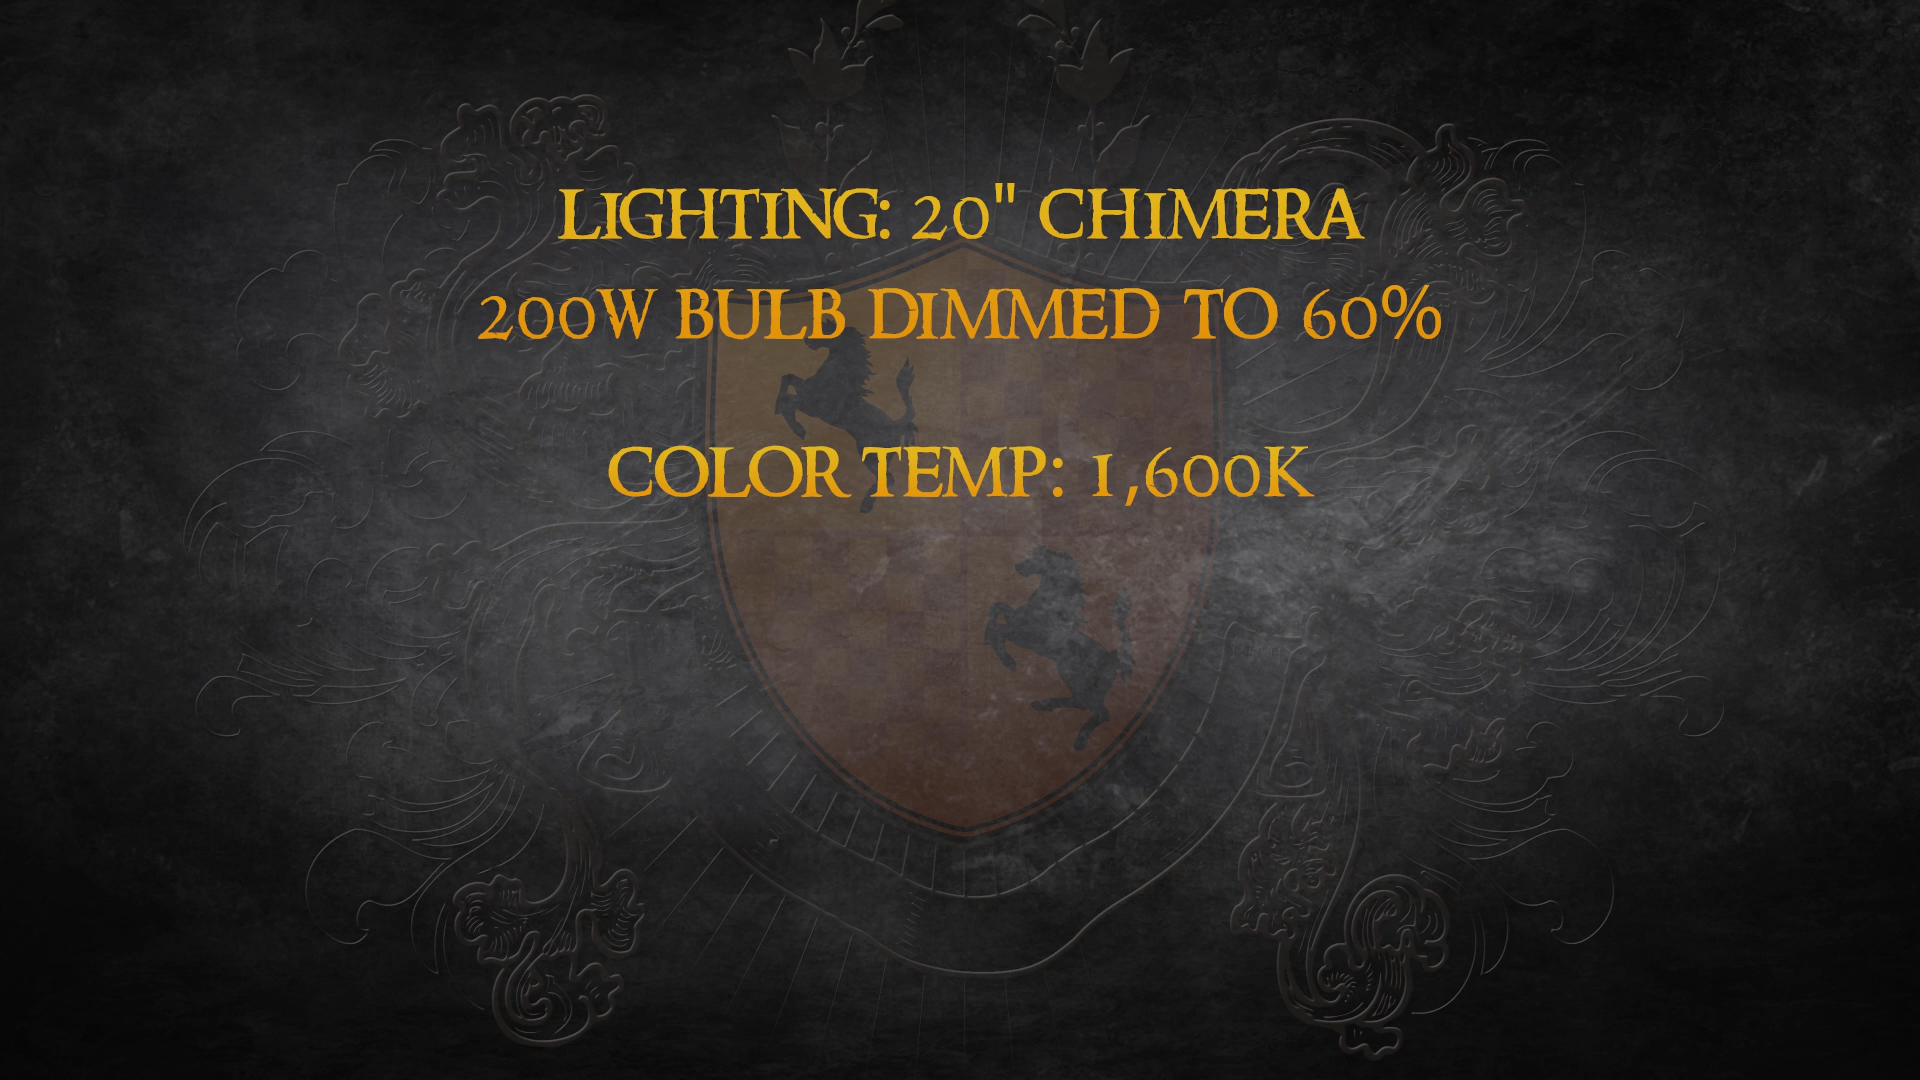 LIGHTING: 20" CHIMERA
200W BULB DIMMED TO 60%
COLOR TEMP: 1,600K